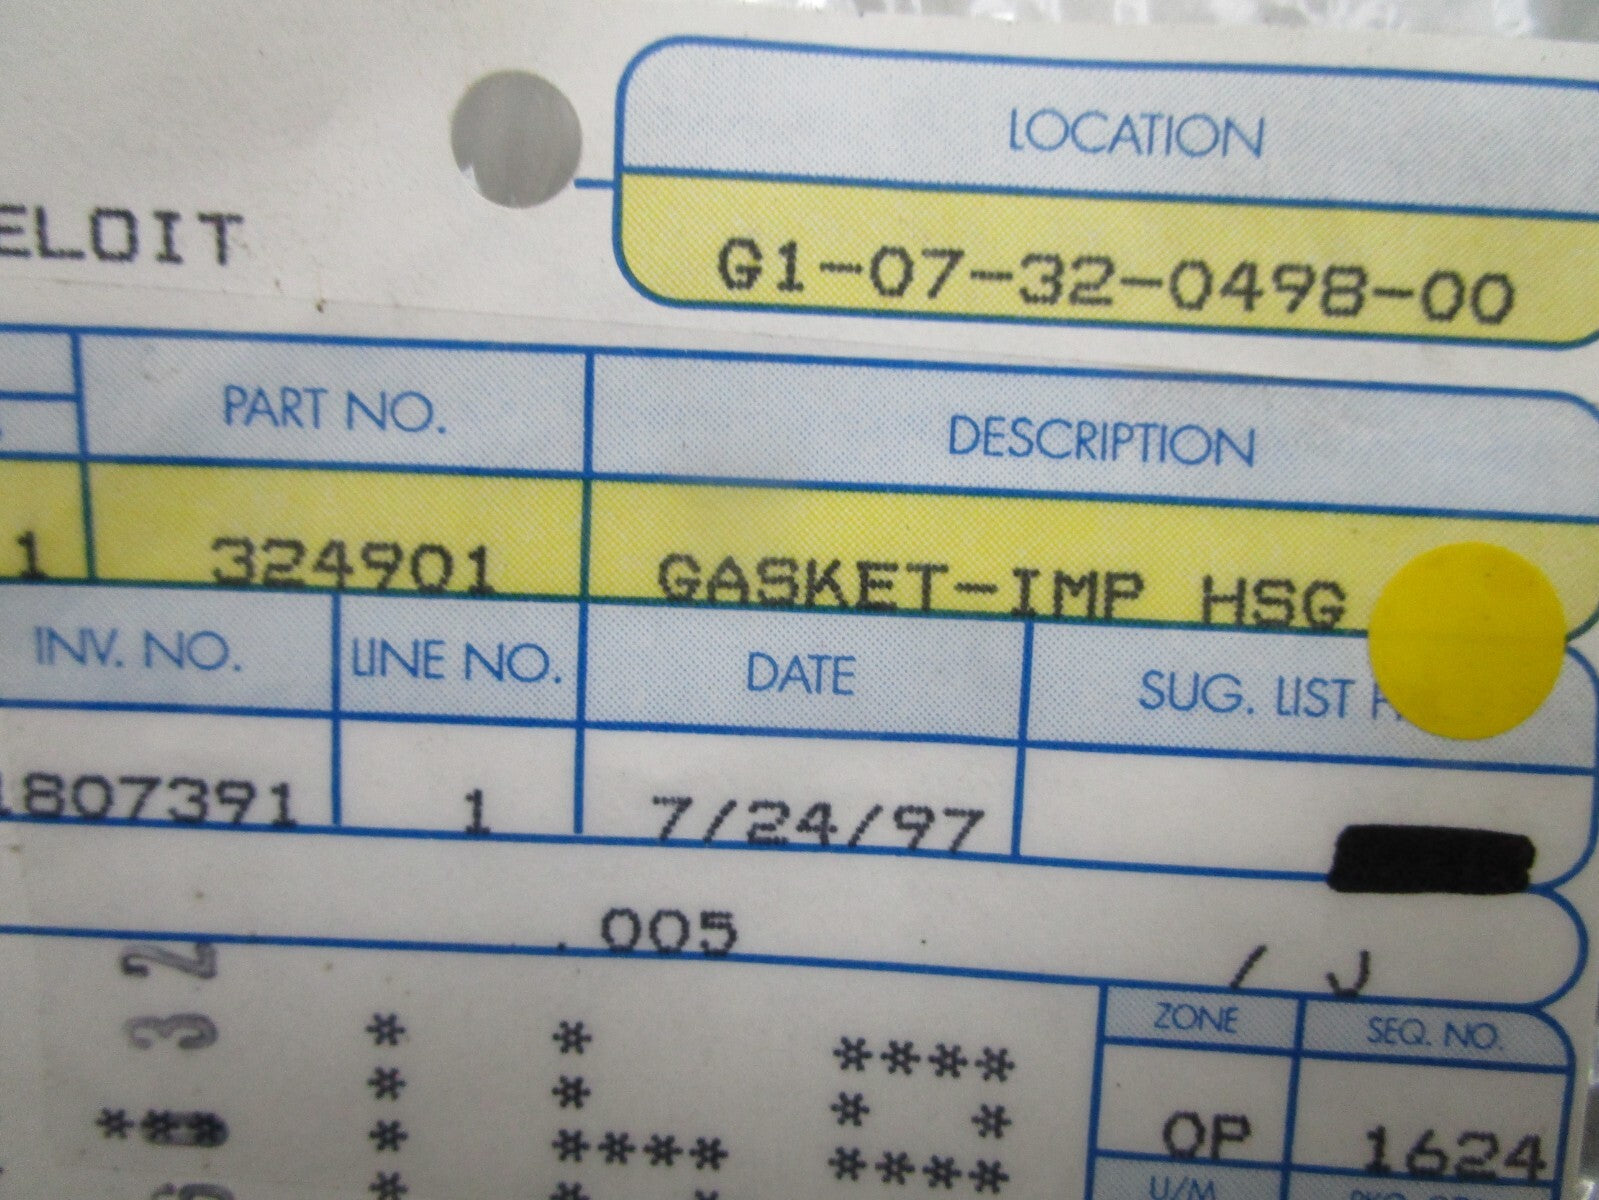 LOCATION
ELOIT
G1-07-32-0498-00
PART NO. DESCRIPTION
1 324901 GASKET-IMP HSG
INV. NO. LINE NO. DATE SUG. LIST
1807391 1 7/24/97
.005 / J
32
* * ****
* * * *
*** * **** ****
ZONE SEQ. NO.
OP 1624
U/M